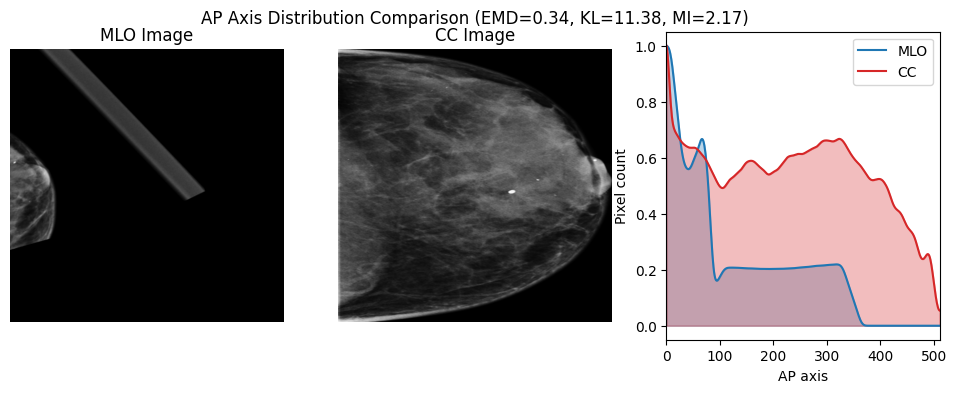 AP Axis Distribution Comparison (EMD=0.34, KL=11.38, MI=2.17)
MLO Image
CC Image
MLO
CC
Pixel count
1.0
0.8
0.6
0.4
0.2
0.0
0 100 200 300 400 500
AP axis